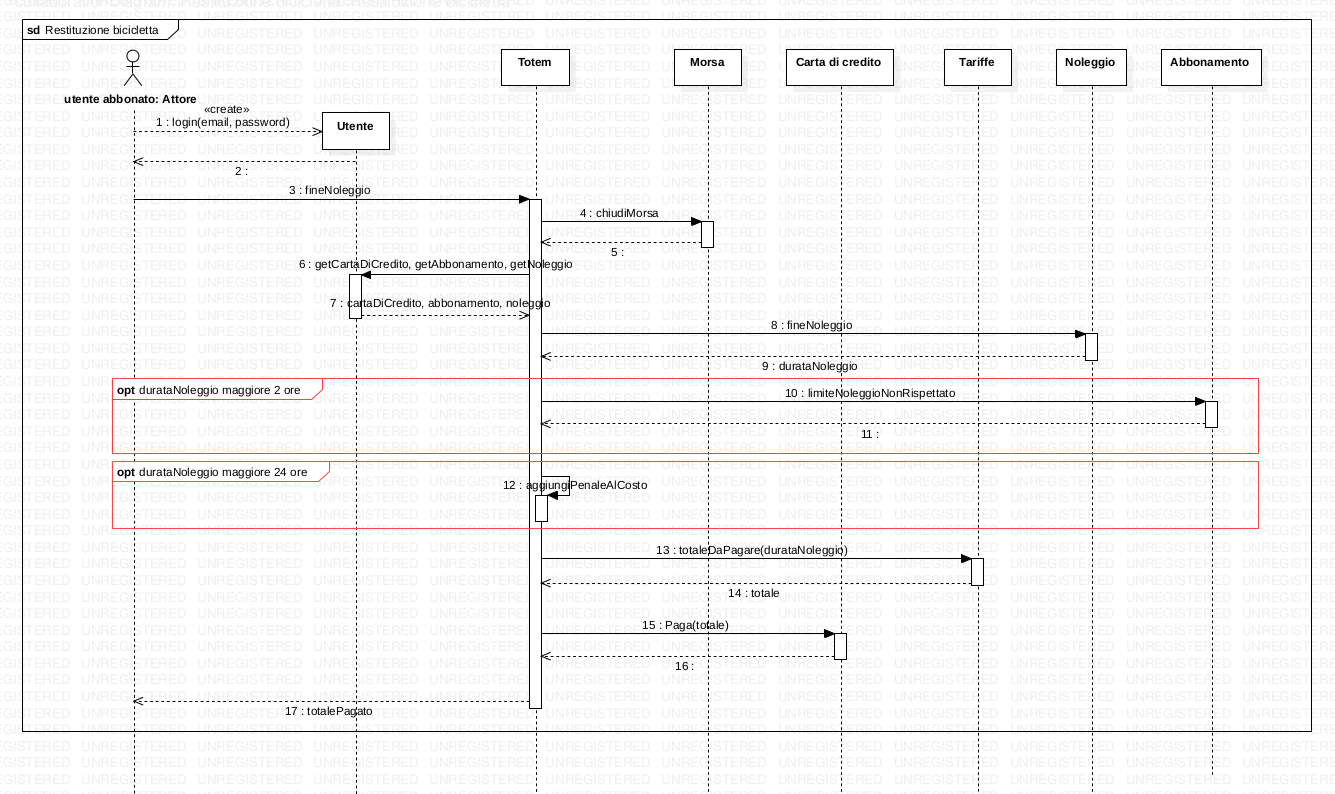 sd Restituzione bicicletta
Totem
Morsa
Carta di credito
Tariffe
Noleggio
Abbonamento
utente abbonato: Attore
«create»
1 : login(email, password)
Utente
2 :
3 : fineNoleggio
4 : chiudiMorsa
5 :
6 : getCartaDiCredito, getAbbonamento, getNoleggio
7 : cartaDiCredito, abbonamento, noleggio
8 : fineNoleggio
9 : durataNoleggio
opt durataNoleggio maggiore 2 ore
10 : limiteNoleggioNonRispettato
11 :
opt durataNoleggio maggiore 24 ore
12 : aggiungiPenaleAlCosto
13 : totaleDaPagare(durataNoleggio)
14 : totale
15 : Paga(totale)
16 :
17 : totalePagato
UNREGISTERED